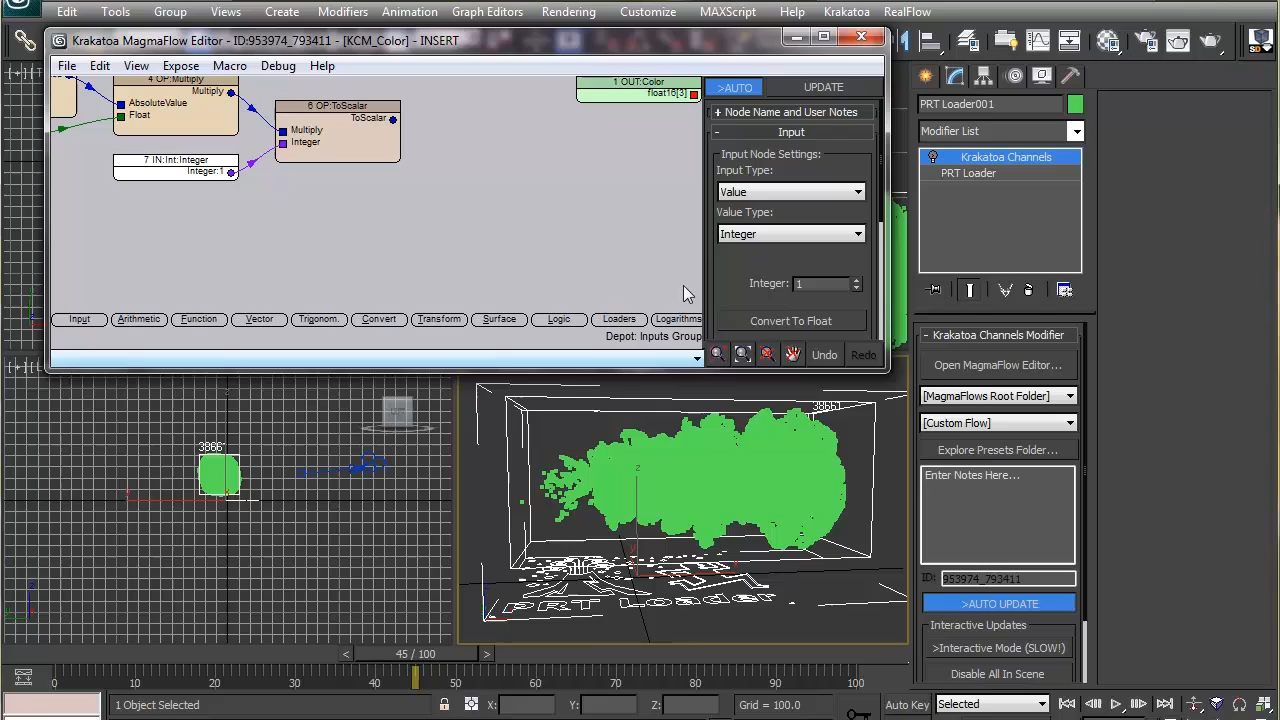 Edit Tools Group Views Create Modifiers Animation Graph Editors Rendering Customize MAXScript Help Krakatoa RealFlow
Krakatoa MagmaFlow Editor - ID:953974_793411 - [KCM_Color] - INSERT
File Edit View Expose Macro Debug Help
4 OP:Multiply
Multiply
AbsoluteValue
Float
6 OP:ToScalar
ToScalar
Multiply
Integer
7 IN:Int:Integer
Integer:1
1 OUT:Color
float16[3]
>AUTO UPDATE
+ Node Name and User Notes
- Input
Input Node Settings:
Input Type:
Value
Value Type:
Integer
Integer: 1
Convert To Float
Input Arithmetic Function Vector Trigonom. Convert Transform Surface Logic Loaders Logarithms
Depot: Inputs Group
Undo Redo
PRT Loader001
Modifier List
Krakatoa Channels
PRT Loader
- Krakatoa Channels Modifier
Open MagmaFlow Editor...
[MagmaFlows Root Folder]
[Custom Flow]
Explore Presets Folder...
Enter Notes Here...
ID: 953974_793411
>AUTO UPDATE
Interactive Updates
>Interactive Mode (SLOW!)
Disable All In Scene
38661
z
PRT Loader
< 45 / 100 >
0 10 20 30 40 50 60 70 80 90 100
1 Object Selected X: Y: Z: Grid = 100.0 Auto Key Selected